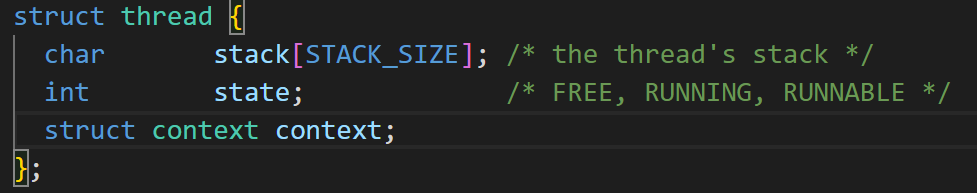 struct thread {
  char       stack[STACK_SIZE]; /* the thread's stack */
  int        state;             /* FREE, RUNNING, RUNNABLE */
  struct context context;
};